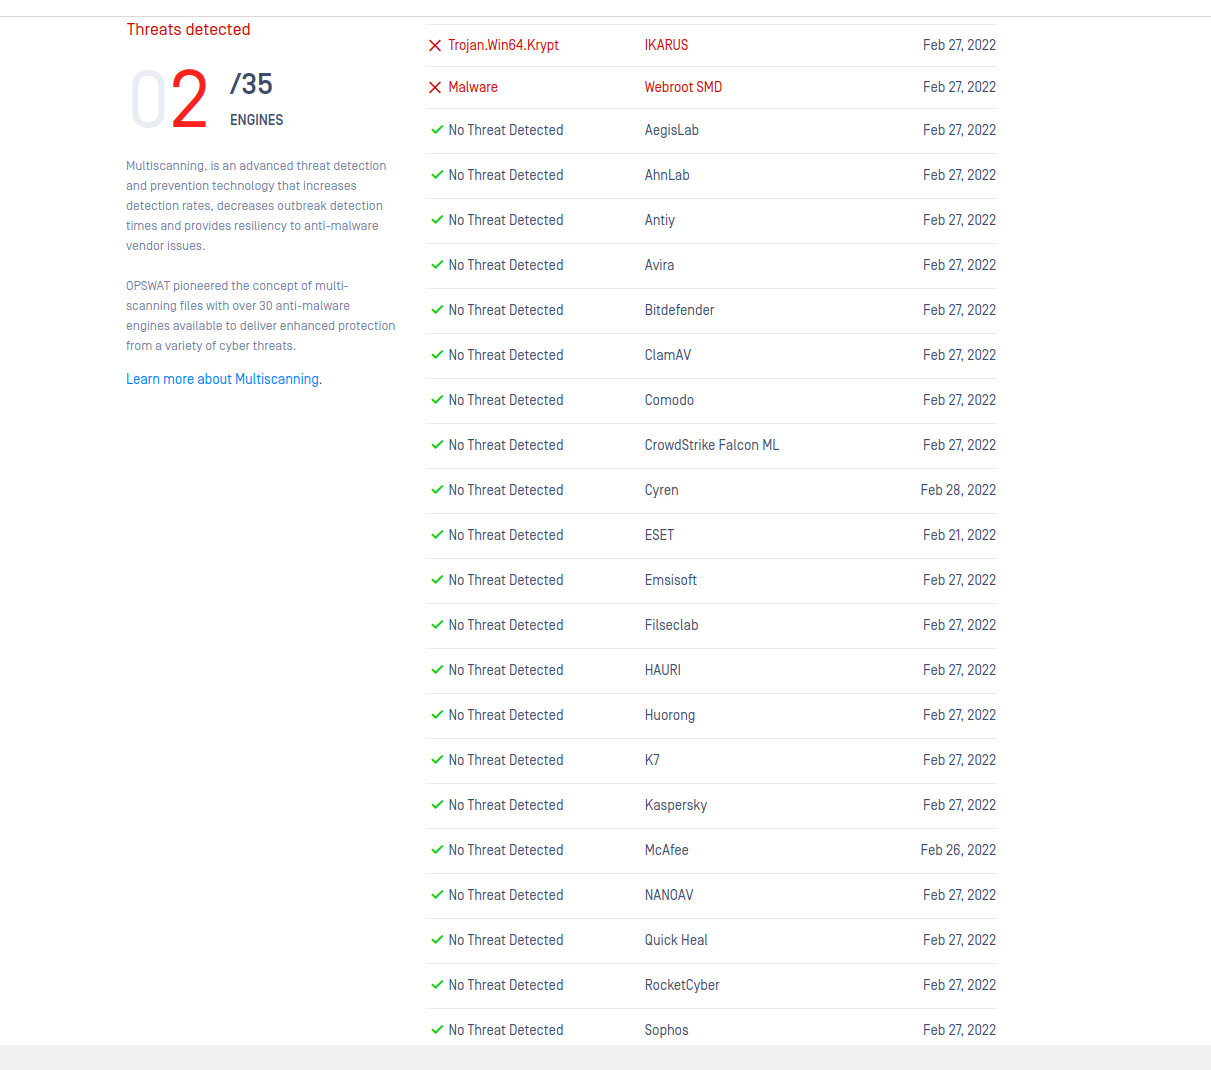 Threats detected
02 /35
ENGINES
Multiscanning, is an advanced threat detection
and prevention technology that increases
detection rates, decreases outbreak detection
times and provides resiliency to anti-malware
vendor issues.
OPSWAT pioneered the concept of multi-
scanning files with over 30 anti-malware
engines available to deliver enhanced protection
from a variety of cyber threats.
Learn more about Multiscanning.
Trojan.Win64.Krypt IKARUS Feb 27, 2022
Malware Webroot SMD Feb 27, 2022
No Threat Detected AegisLab Feb 27, 2022
No Threat Detected AhnLab Feb 27, 2022
No Threat Detected Antiy Feb 27, 2022
No Threat Detected Avira Feb 27, 2022
No Threat Detected Bitdefender Feb 27, 2022
No Threat Detected ClamAV Feb 27, 2022
No Threat Detected Comodo Feb 27, 2022
No Threat Detected CrowdStrike Falcon ML Feb 27, 2022
No Threat Detected Cyren Feb 28, 2022
No Threat Detected ESET Feb 21, 2022
No Threat Detected Emsisoft Feb 27, 2022
No Threat Detected Filseclab Feb 27, 2022
No Threat Detected HAURI Feb 27, 2022
No Threat Detected Huorong Feb 27, 2022
No Threat Detected K7 Feb 27, 2022
No Threat Detected Kaspersky Feb 27, 2022
No Threat Detected McAfee Feb 26, 2022
No Threat Detected NANOAV Feb 27, 2022
No Threat Detected Quick Heal Feb 27, 2022
No Threat Detected RocketCyber Feb 27, 2022
No Threat Detected Sophos Feb 27, 2022